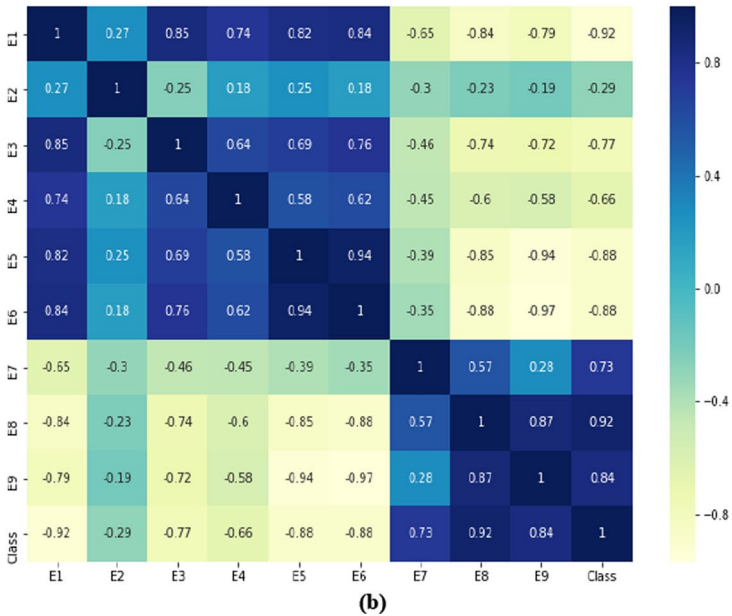 E1 1 0.27 0.85 0.74 0.82 0.84 -0.65 -0.84 -0.79 -0.92
E2 0.27 1 -0.25 0.18 0.25 0.18 -0.3 -0.23 -0.19 -0.29
E3 0.85 -0.25 1 0.64 0.69 0.76 -0.46 -0.74 -0.72 -0.77
E4 0.74 0.18 0.64 1 0.58 0.62 -0.45 -0.6 -0.58 -0.66
E5 0.82 0.25 0.69 0.58 1 0.94 -0.39 -0.85 -0.94 -0.88
E6 0.84 0.18 0.76 0.62 0.94 1 -0.35 -0.88 -0.97 -0.88
E7 -0.65 -0.3 -0.46 -0.45 -0.39 -0.35 1 0.57 0.28 0.73
E8 -0.84 -0.23 -0.74 -0.6 -0.85 -0.88 0.57 1 0.87 0.92
E9 -0.79 -0.19 -0.72 -0.58 -0.94 -0.97 0.28 0.87 1 0.84
Class -0.92 -0.29 -0.77 -0.66 -0.88 -0.88 0.73 0.92 0.84 1
E1 E2 E3 E4 E5 E6 E7 E8 E9 Class
0.8
0.4
0.0
−0.4
−0.8
(b)